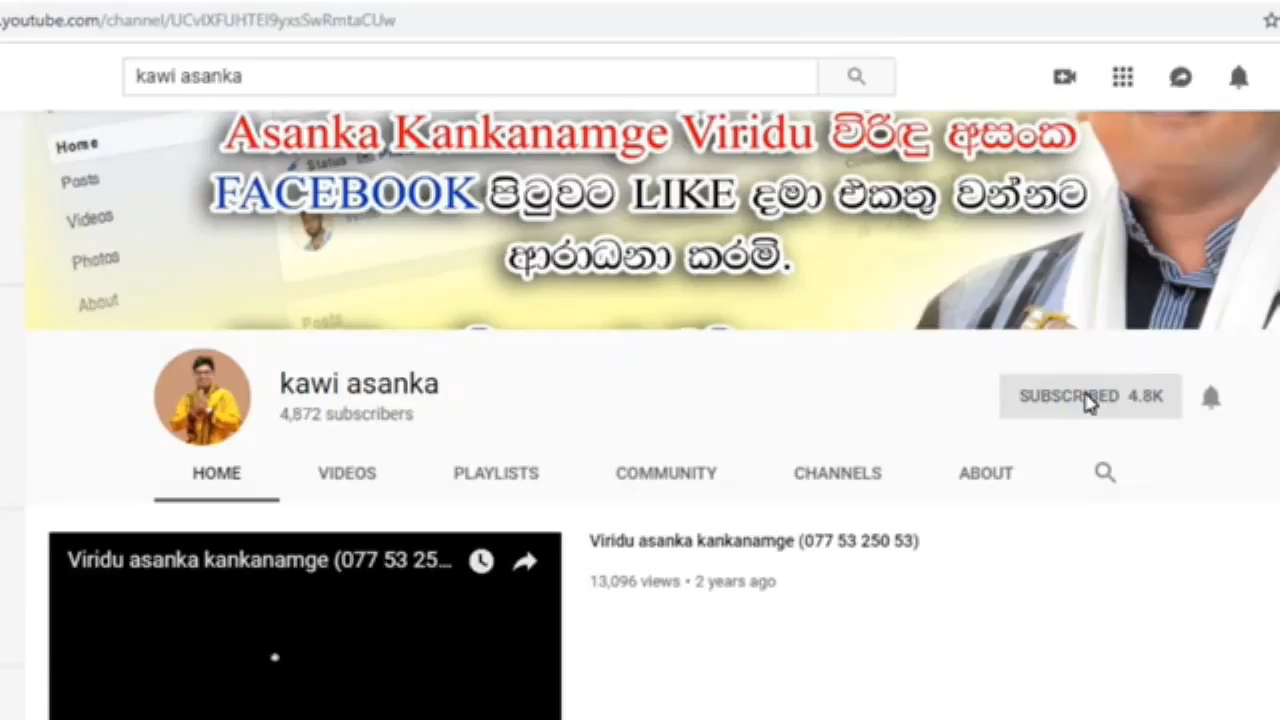 .youtube.com/channel/UCvlXFUHTEl9yxsSwRmtaCUw
kawi asanka
Asanka Kankanamge Viridu විරිඳු අසංක
FACEBOOK පිටුවට LIKE දමා එකතු වන්නට
ආරාධනා කරමි.
Home
Posts
Videos
Photos
About
Status
Posts
kawi asanka
4,872 subscribers
SUBSCRIBED 4.8K
HOME VIDEOS PLAYLISTS COMMUNITY CHANNELS ABOUT
Viridu asanka kankanamge (077 53 25...
Viridu asanka kankanamge (077 53 250 53)
13,096 views • 2 years ago